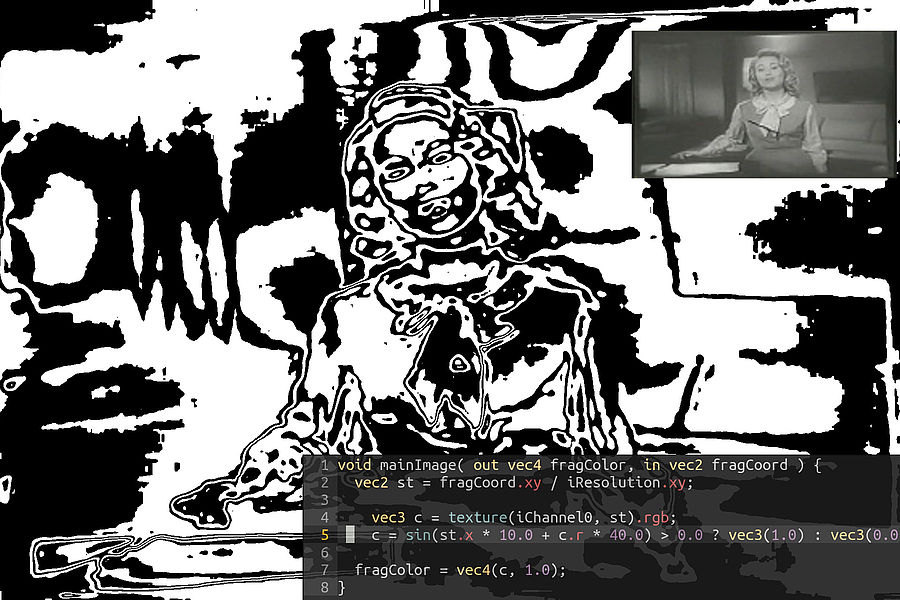 1 void mainImage( out vec4 fragColor, in vec2 fragCoord ) {
2 vec2 st = fragCoord.xy / iResolution.xy;
3
4 vec3 c = texture(iChannel0, st).rgb;
5 c = sin(st.x * 10.0 + c.r * 40.0) > 0.0 ? vec3(1.0) : vec3(0.0
6
7 fragColor = vec4(c, 1.0);
8 }